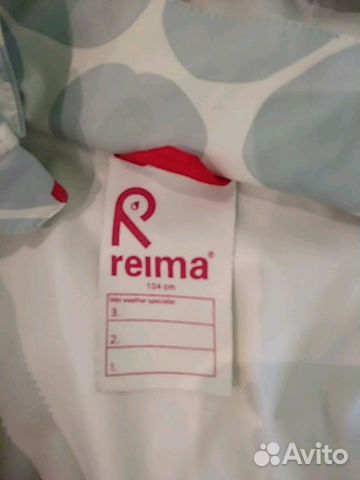 reima®
104 cm
Wet weather specialist
3.
2.
1.
Avito